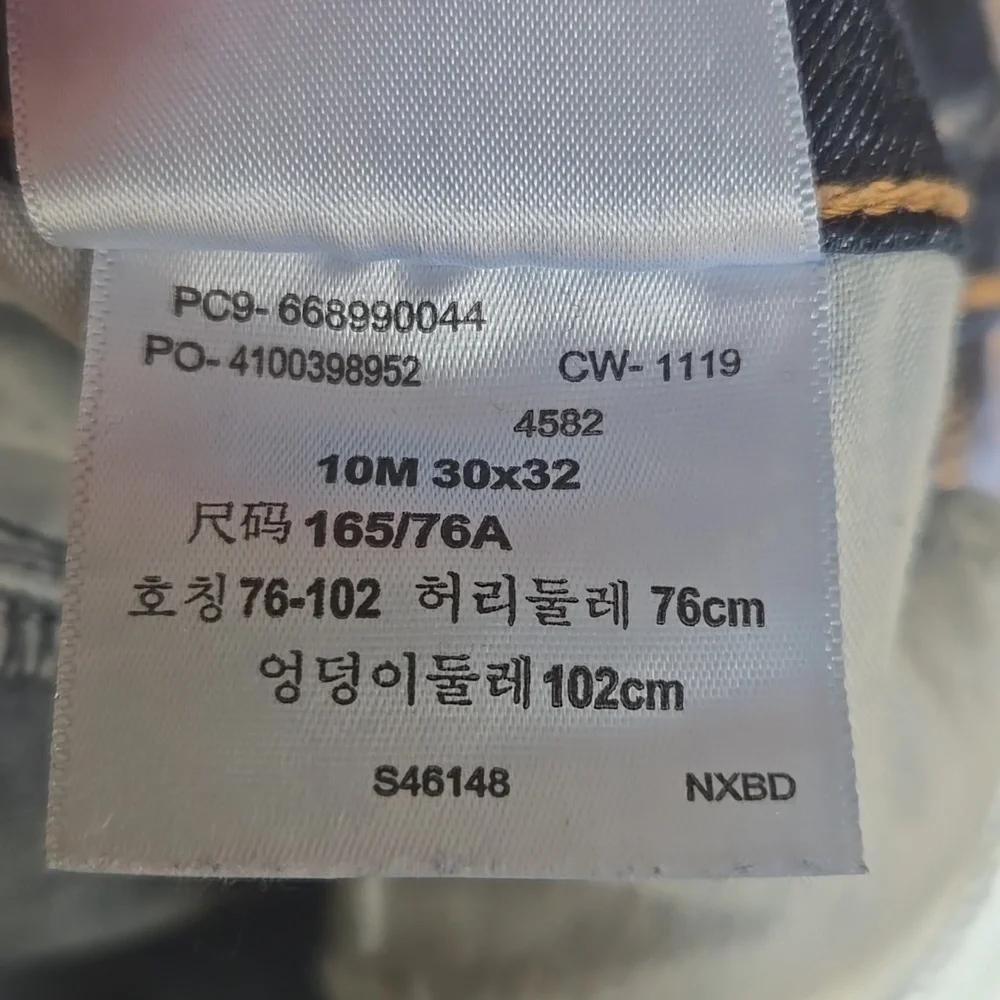 PC9- 668990044
PO- 4100398952 CW- 1119
4582
10M 30x32
尺码 165/76A
호칭 76-102 허리둘레 76cm
엉덩이둘레 102cm
S46148 NXBD